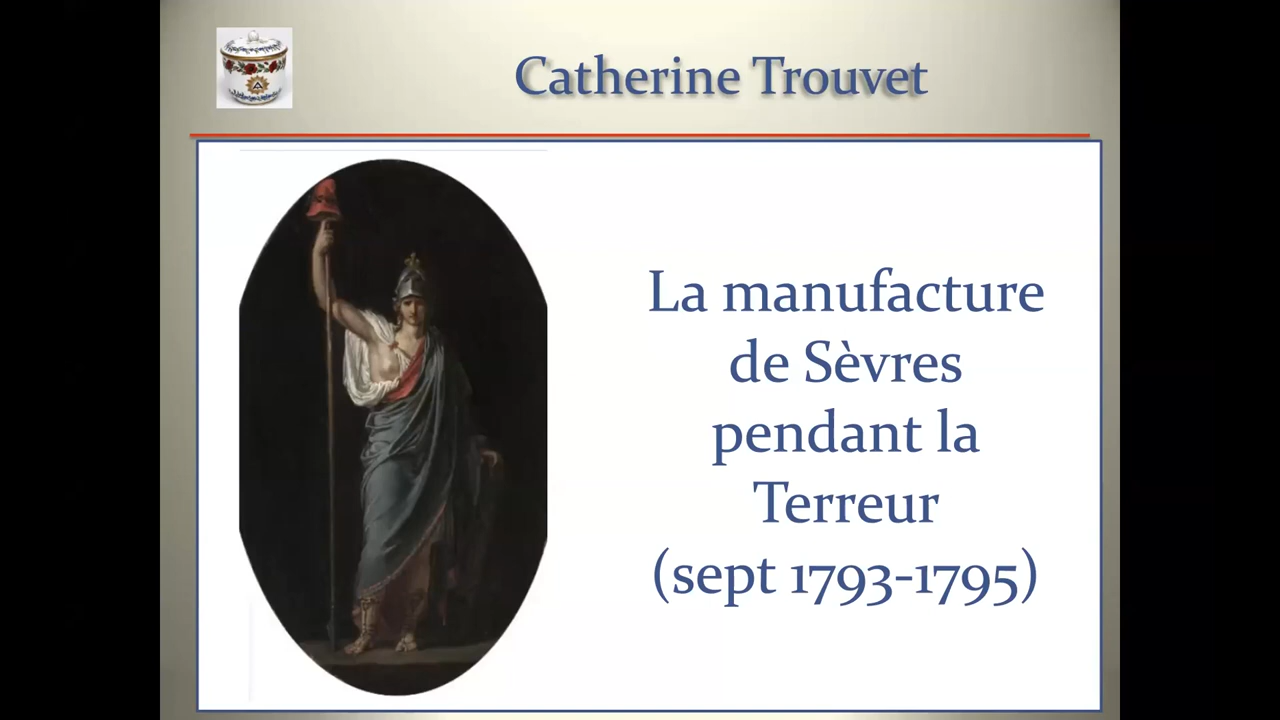 Catherine Trouvet
La manufacture
de Sèvres
pendant la
Terreur
(sept 1793-1795)